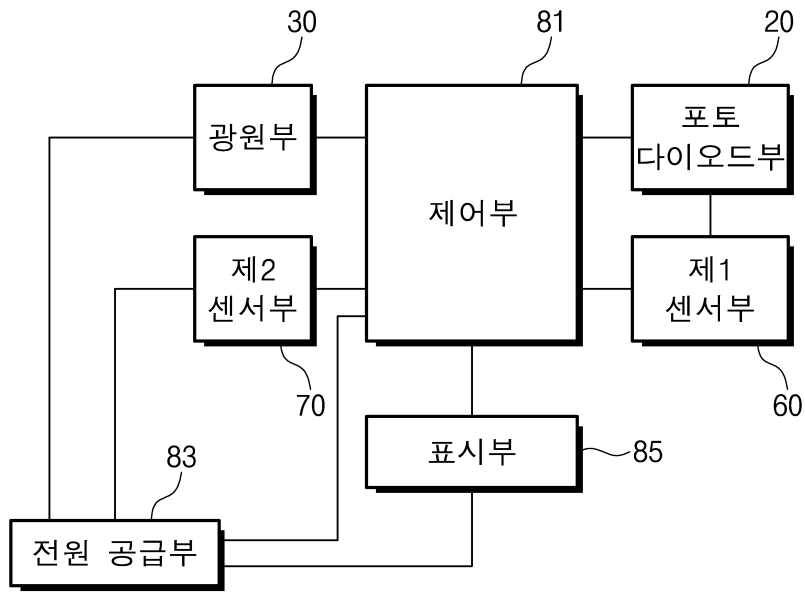 30
81
20
광원부
제어부
포토
다이오드부
제2
센서부
제1
센서부
70
60
표시부
85
83
전원 공급부